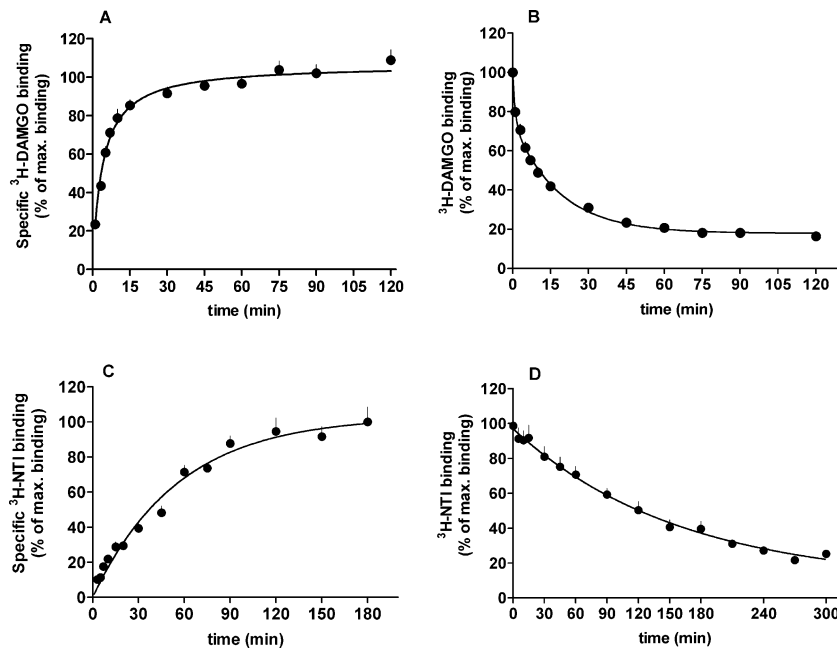 A
Specific ³H-DAMGO binding
(% of max. binding)
120
100
80
60
40
20
0
0 15 30 45 60 75 90 105 120
time (min)
B
³H-DAMGO binding
(% of max. binding)
120
100
80
60
40
20
0
0 15 30 45 60 75 90 105 120
time (min)
C
Specific ³H-NTI binding
(% of max. binding)
120
100
80
60
40
20
0
0 30 60 90 120 150 180
time (min)
D
³H-NTI binding
(% of max. binding)
120
100
80
60
40
20
0
0 30 60 90 120 150 180 240 300
time (min)